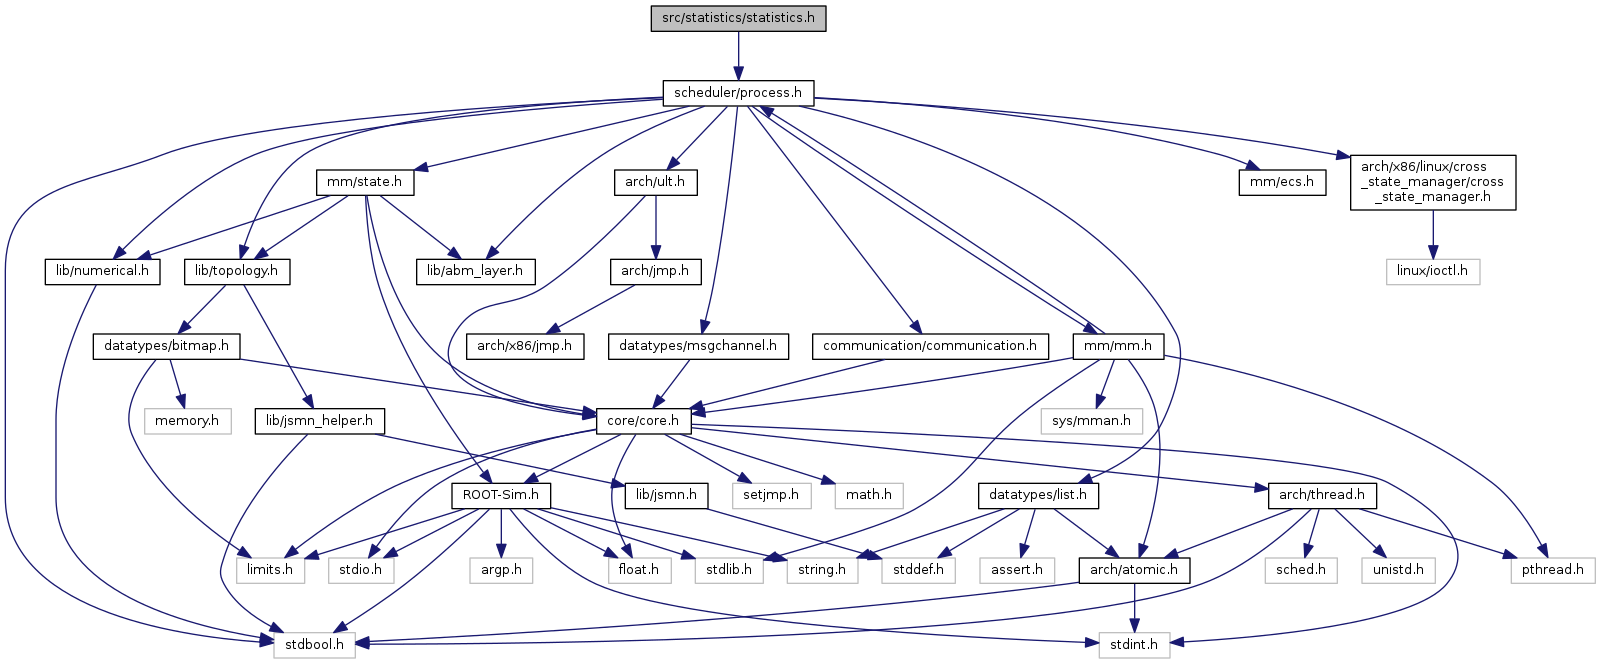 src/statistics/statistics.h
scheduler/process.h
mm/state.h
arch/ult.h
mm/ecs.h
arch/x86/linux/cross
_state_manager/cross
_state_manager.h
lib/numerical.h
lib/topology.h
lib/abm_layer.h
arch/jmp.h
linux/ioctl.h
datatypes/bitmap.h
arch/x86/jmp.h
datatypes/msgchannel.h
communication/communication.h
mm/mm.h
memory.h
lib/jsmn_helper.h
core/core.h
sys/mman.h
ROOT-Sim.h
lib/jsmn.h
setjmp.h
math.h
datatypes/list.h
arch/thread.h
limits.h
stdio.h
argp.h
float.h
stdlib.h
string.h
stddef.h
assert.h
arch/atomic.h
sched.h
unistd.h
pthread.h
stdbool.h
stdint.h